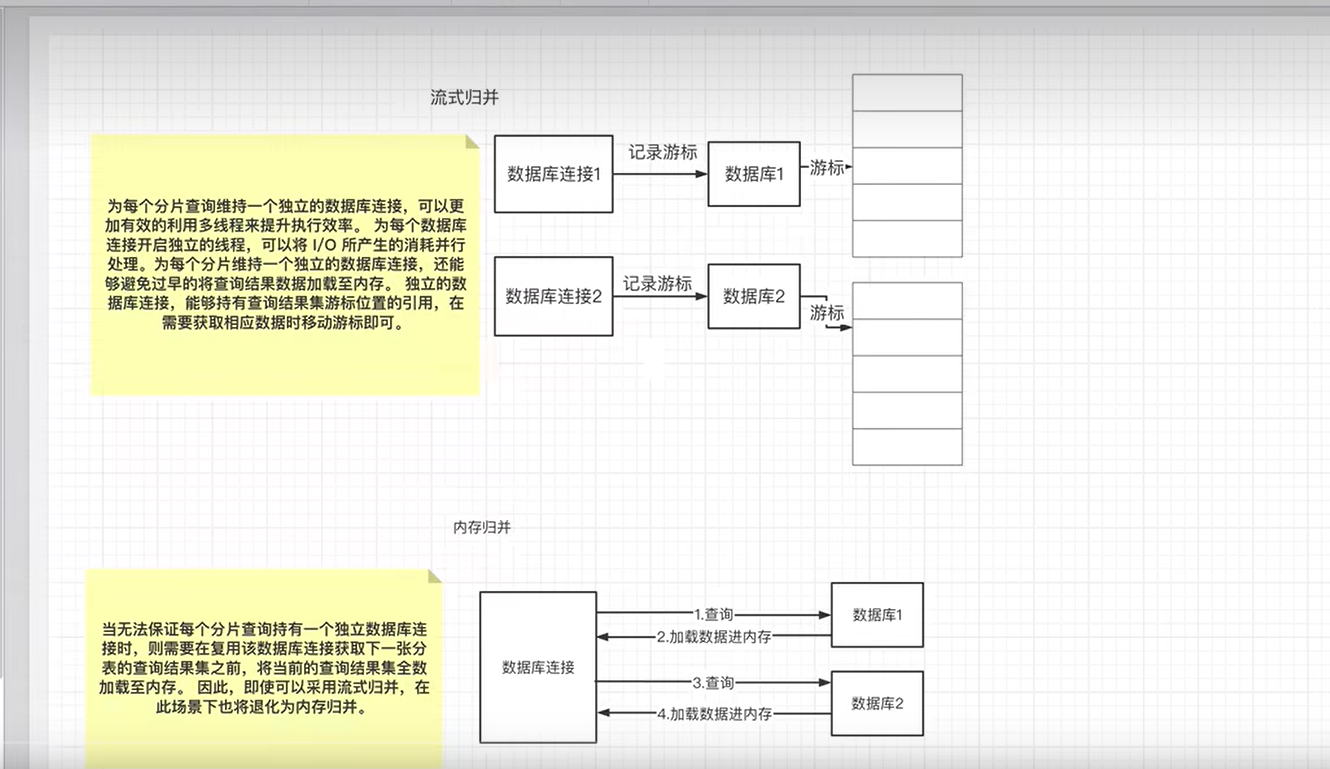 流式归并
为每个分片查询维持一个独立的数据库连接，可以更
加有效的利用多线程来提升执行效率。 为每个数据库
连接开启独立的线程，可以将 I/O 所产生的消耗并行
处理。为每个分片维持一个独立的数据库连接，还能
够避免过早的将查询结果数据加载至内存。 独立的数
据库连接，能够持有查询结果集游标位置的引用，在
需要获取相应数据时移动游标即可。
数据库连接1
记录游标
数据库1
游标
数据库连接2
记录游标
数据库2
游标
内存归并
当无法保证每个分片查询持有一个独立数据库连
接时，则需要在复用该数据库连接获取下一张分
表的查询结果集之前，将当前的查询结果集全数
加载至内存。 因此，即使可以采用流式归并，在
此场景下也将退化为内存归并。
数据库连接
1.查询
2.加载数据进内存
数据库1
3.查询
4.加载数据进内存
数据库2